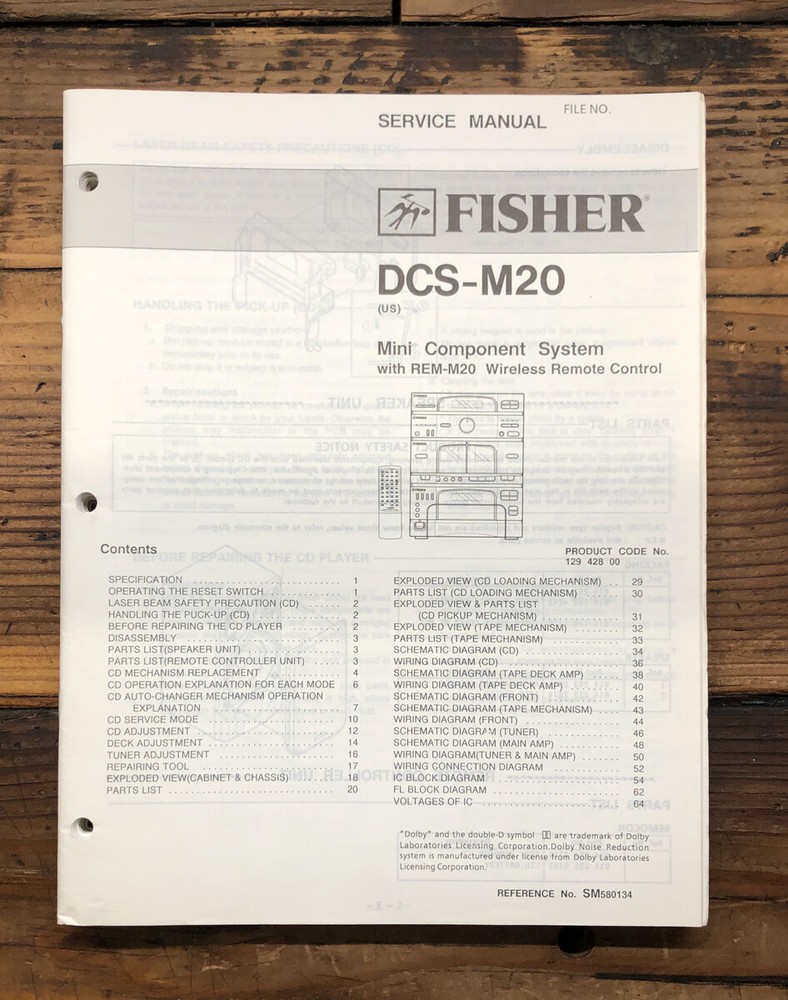 SERVICE MANUAL
FILE NO.
FISHER®
DCS-M20
(US)
Mini Component System
with REM-M20 Wireless Remote Control
Contents
PRODUCT CODE No.
129 428 00
SPECIFICATION 1
OPERATING THE RESET SWITCH 1
LASER BEAM SAFETY PRECAUTION (CD) 2
HANDLING THE PUCK-UP (CD) 2
BEFORE REPAIRING THE CD PLAYER 2
DISASSEMBLY 3
PARTS LIST(SPEAKER UNIT) 3
PARTS LIST(REMOTE CONTROLLER UNIT) 3
CD MECHANISM REPLACEMENT 4
CD OPERATION EXPLANATION FOR EACH MODE 6
CD AUTO-CHANGER MECHANISM OPERATION
EXPLANATION 7
CD SERVICE MODE 10
CD ADJUSTMENT 12
DECK ADJUSTMENT 14
TUNER ADJUSTMENT 16
REPAIRING TOOL 17
EXPLODED VIEW(CABINET & CHASSIS) 18
PARTS LIST 20
EXPLODED VIEW (CD LOADING MECHANISM) 29
PARTS LIST (CD LOADING MECHANISM) 30
EXPLODED VIEW & PARTS LIST
(CD PICKUP MECHANISM) 31
EXPLODED VIEW (TAPE MECHANISM) 32
PARTS LIST (TAPE MECHANISM) 33
SCHEMATIC DIAGRAM (CD) 34
WIRING DIAGRAM (CD) 36
SCHEMATIC DIAGRAM (TAPE DECK AMP) 38
WIRING DIAGRAM (TAPE DECK AMP) 40
SCHEMATIC DIAGRAM (FRONT) 42
SCHEMATIC DIAGRAM (TAPE MECHANISM) 43
WIRING DIAGRAM (FRONT) 44
SCHEMATIC DIAGRAM (TUNER) 46
SCHEMATIC DIAGRAM (MAIN AMP) 48
WIRING DIAGRAM(TUNER & MAIN AMP) 50
WIRING CONNECTION DIAGRAM 52
IC BLOCK DIAGRAM 54
FL BLOCK DIAGRAM 62
VOLTAGES OF IC 64
"Dolby" and the double-D symbol are trademark of Dolby
Laboratories Licensing Corporation.Dolby Noise Reduction
system is manufactured under license from Dolby Laboratories
Licensing Corporation.
REFERENCE No. SM580134